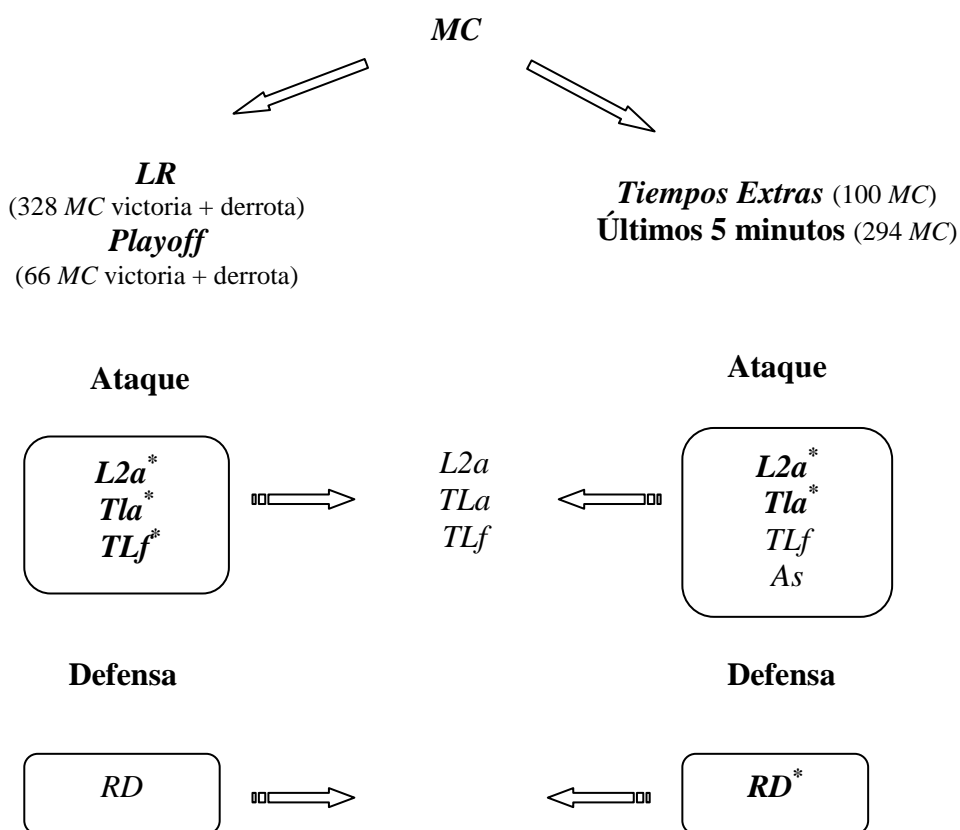 MC
LR
(328 MC victoria + derrota)
Playoff
(66 MC victoria + derrota)
Tiempos Extras (100 MC)
Últimos 5 minutos (294 MC)
Ataque
L2a*
Tla*
TLf*
L2a
TLa
TLf
Ataque
L2a*
Tla*
TLf
As
Defensa
RD
Defensa
RD*